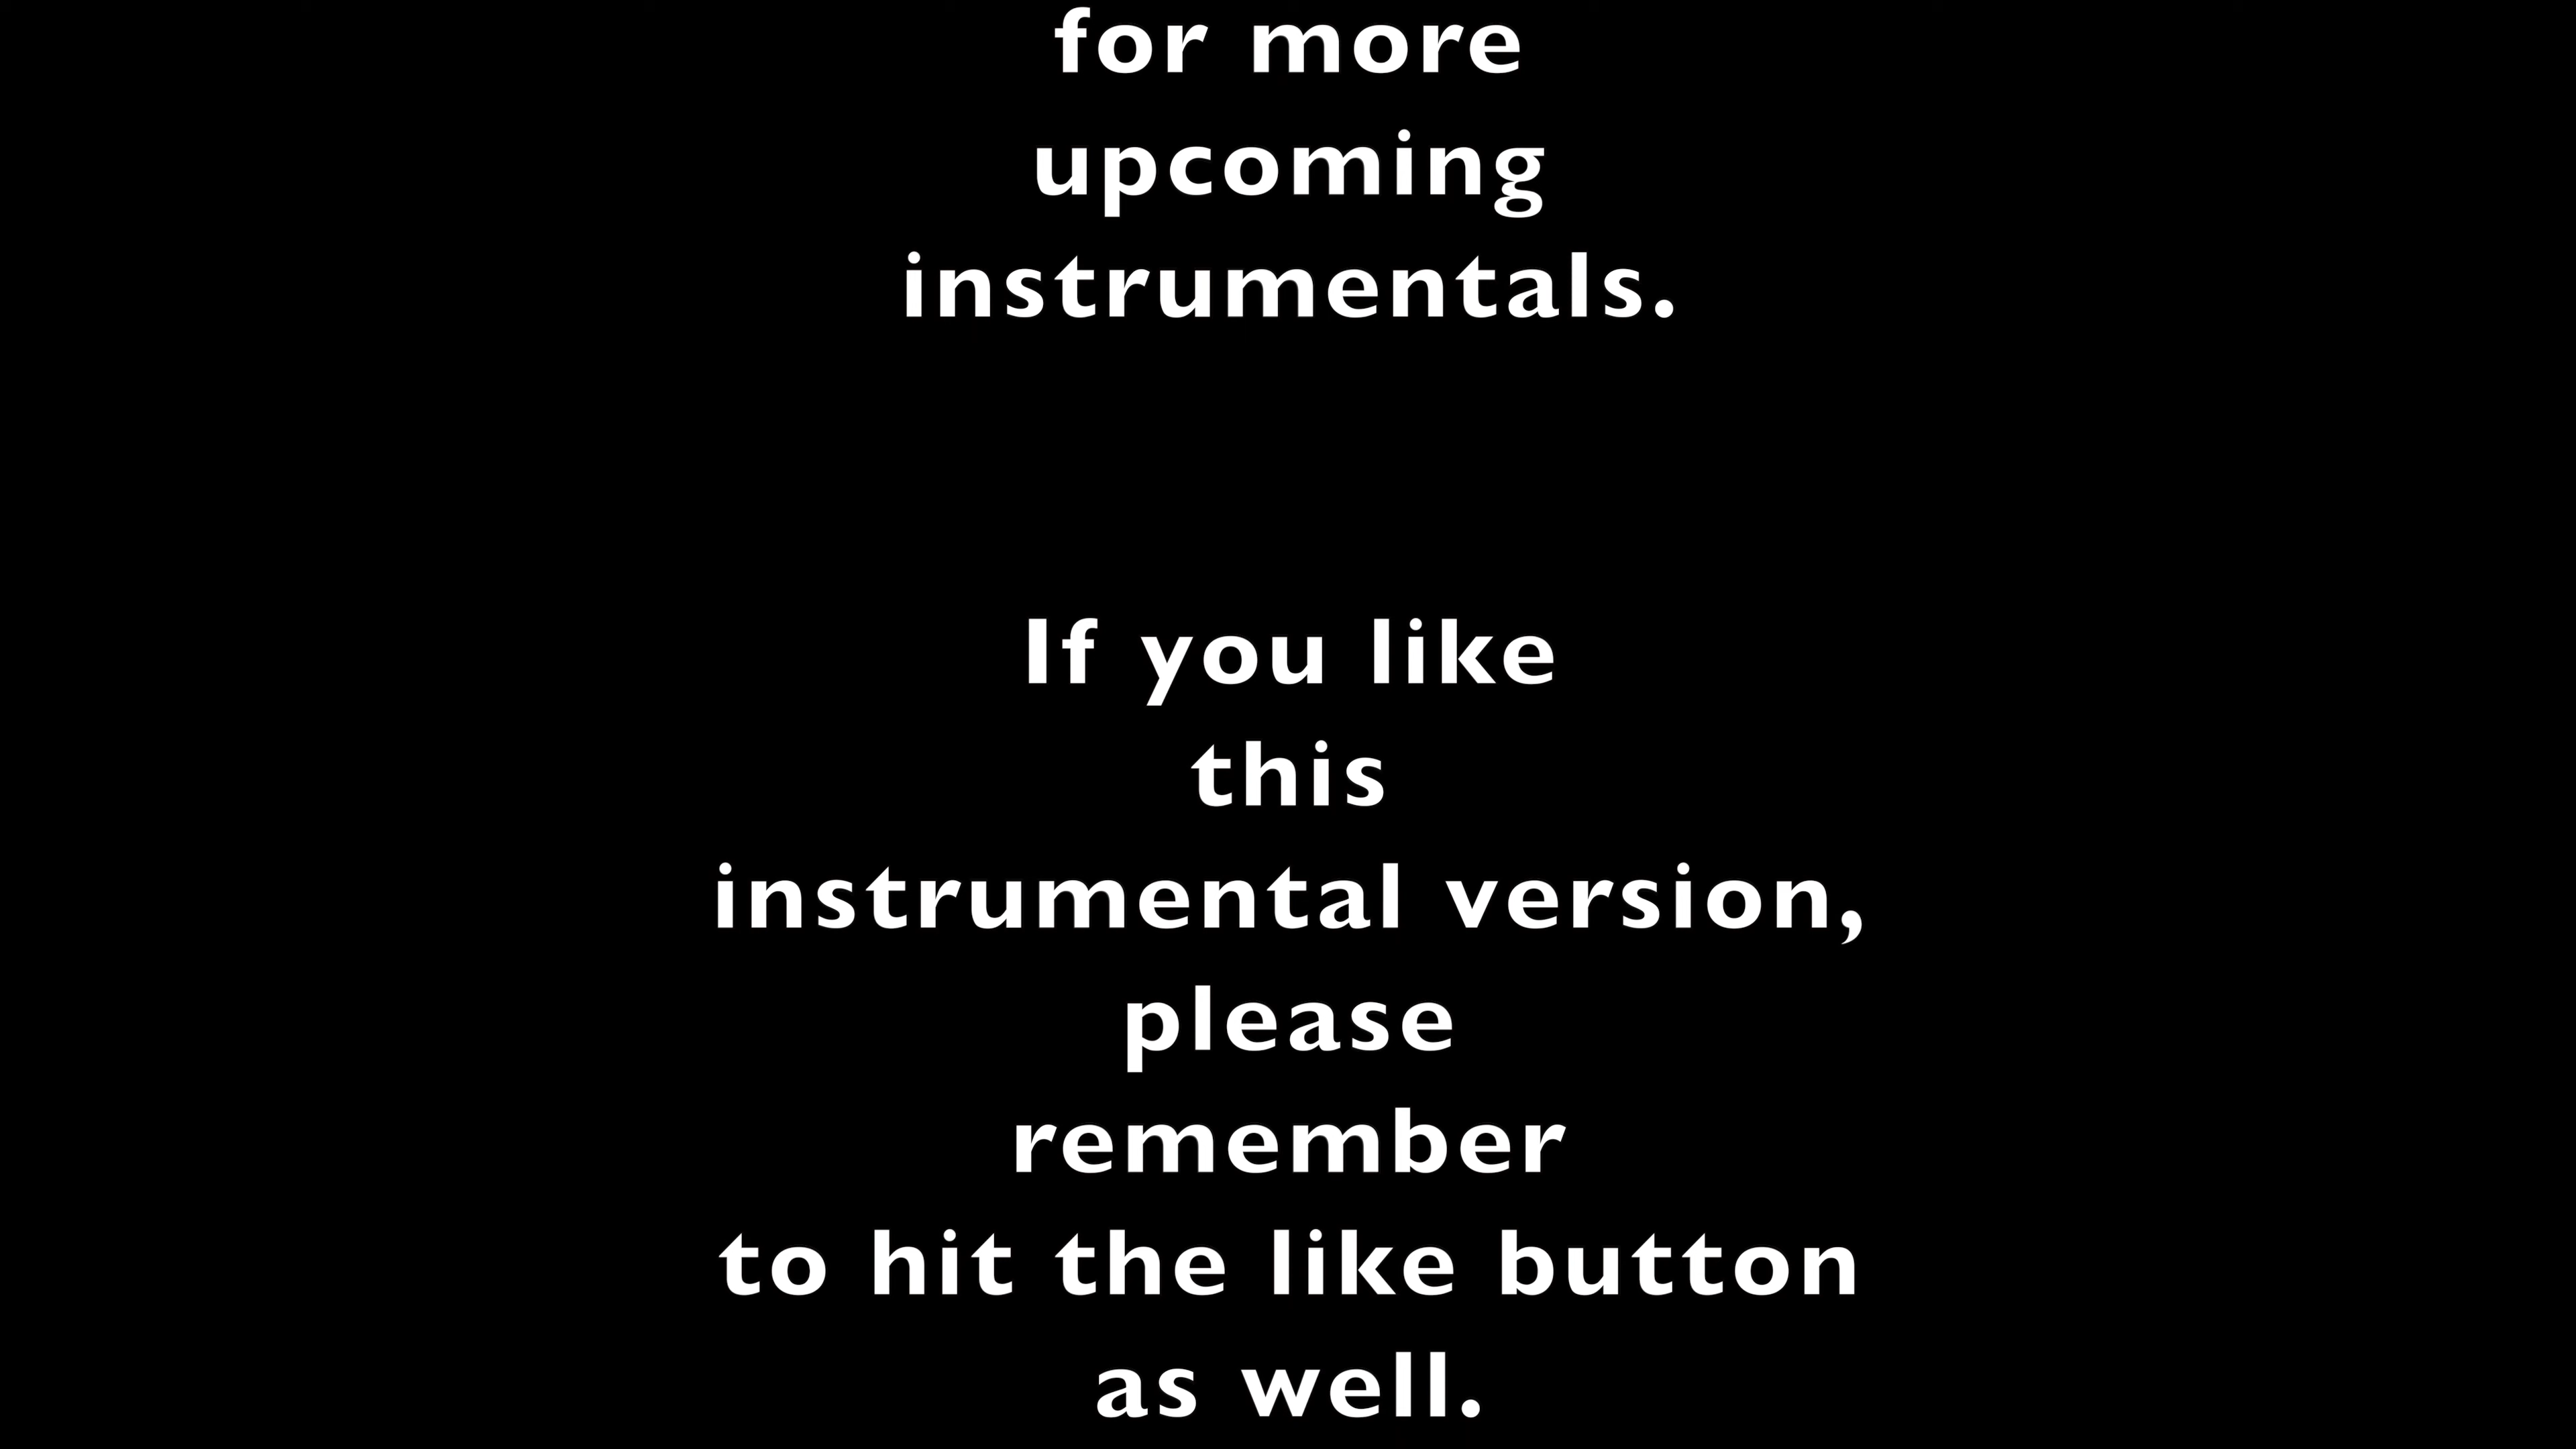 for more
upcoming
instrumentals.
If you like
this
instrumental version,
please
remember
to hit the like button
as well.